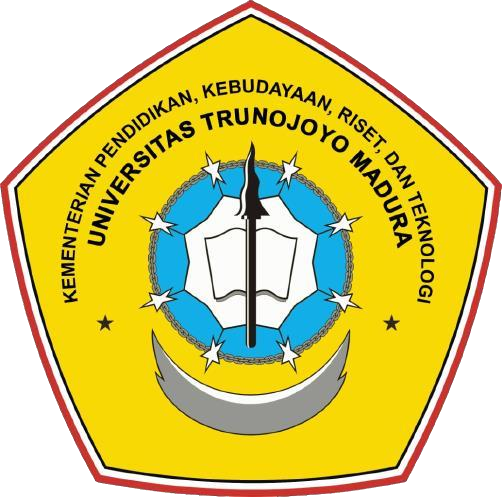 KEMENTERIAN PENDIDIKAN, KEBUDAYAAN, RISET, DAN TEKNOLOGI
UNIVERSITAS TRUNOJOYO MADURA